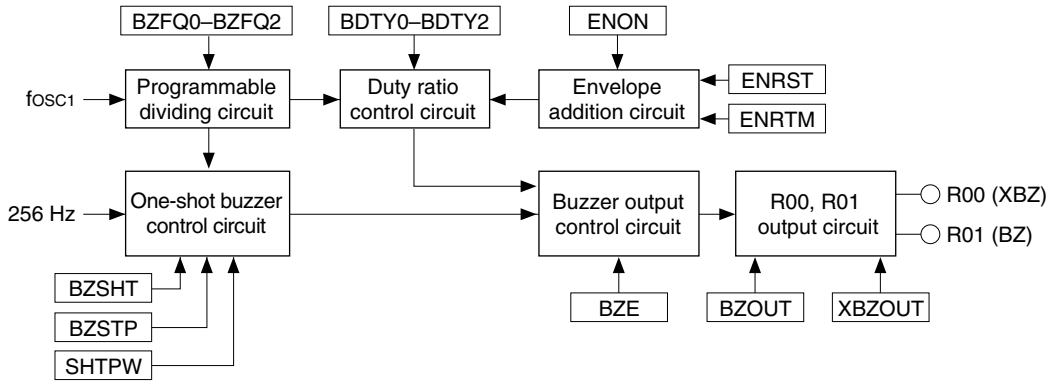 BZFQ0–BZFQ2
BDTY0–BDTY2
ENON
fOSC1
Programmable
dividing circuit
Duty ratio
control circuit
Envelope
addition circuit
ENRST
ENRTM
256 Hz
One-shot buzzer
control circuit
Buzzer output
control circuit
R00, R01
output circuit
R00 (XBZ)
R01 (BZ)
BZSHT
BZSTP
SHTPW
BZE
BZOUT
XBZOUT